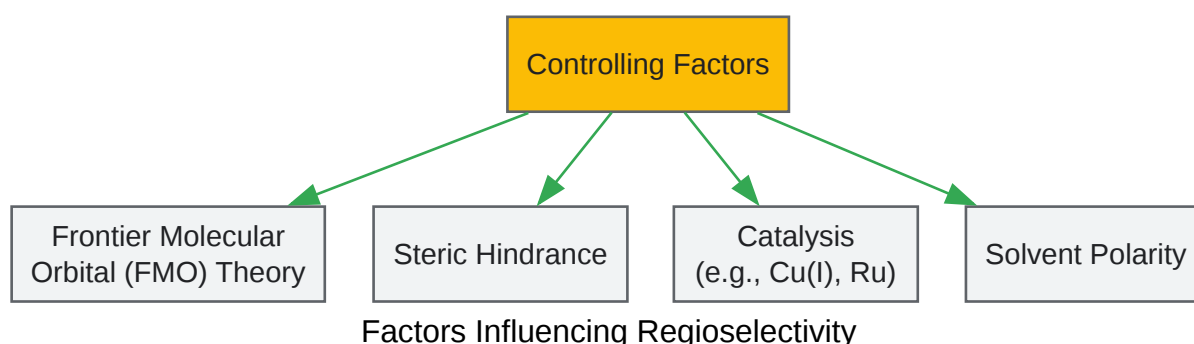 Controlling Factors
Frontier Molecular
Orbital (FMO) Theory
Steric Hindrance
Catalysis
(e.g., Cu(I), Ru)
Solvent Polarity
Factors Influencing Regioselectivity